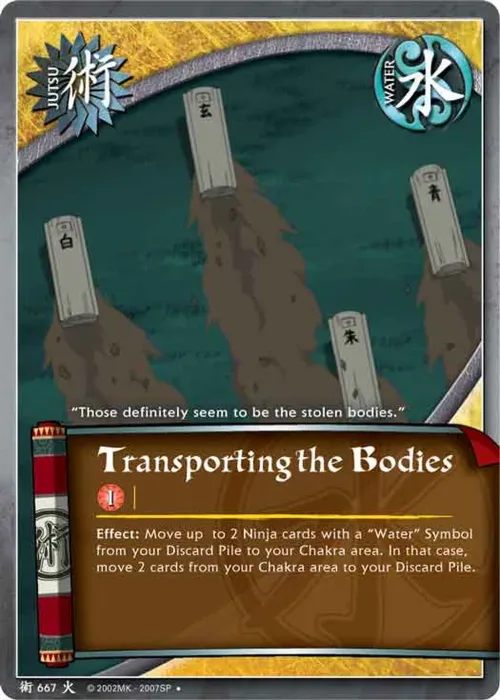 JUTSU
術
WATER
水
玄
青
白
朱
"Those definitely seem to be the stolen bodies."
Transporting the Bodies
I
Effect: Move up to 2 Ninja cards with a "Water" Symbol
from your Discard Pile to your Chakra area. In that case,
move 2 cards from your Chakra area to your Discard Pile.
術
術 667 火 © 2002MK · 2007SP